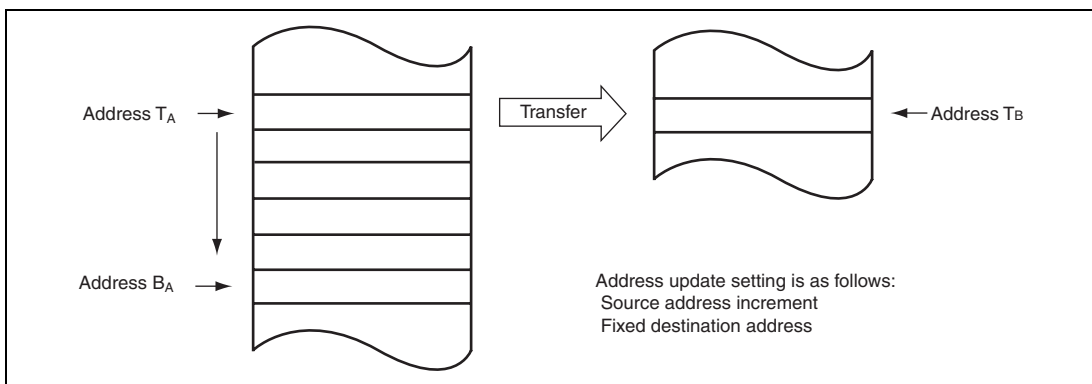 Address TA
Transfer
Address TB
Address BA
Address update setting is as follows:
Source address increment
Fixed destination address